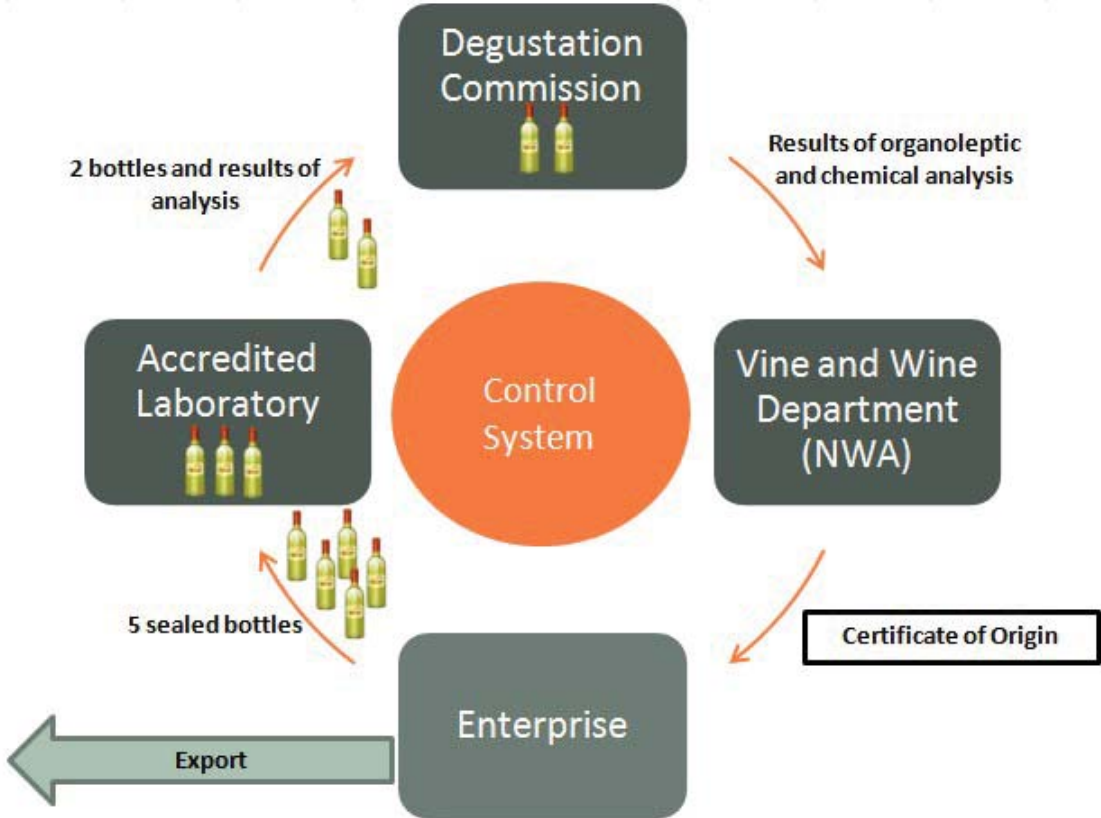 Degustation
Commission
2 bottles and results of
analysis
Results of organoleptic
and chemical analysis
Accredited
Laboratory
Control
System
Vine and Wine
Department
(NWA)
5 sealed bottles
Certificate of Origin
Enterprise
Export